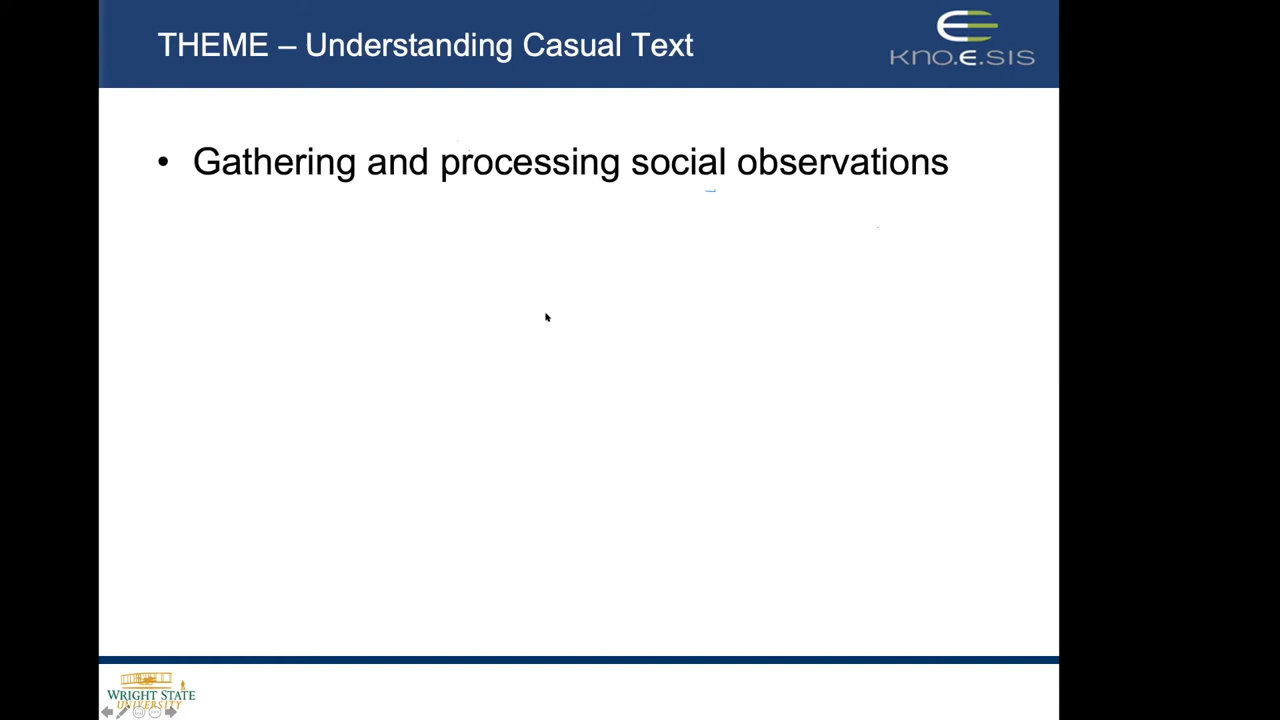 THEME – Understanding Casual Text
kno.e.sis
• Gathering and processing social observations
WRIGHT STATE
UNIVERSITY